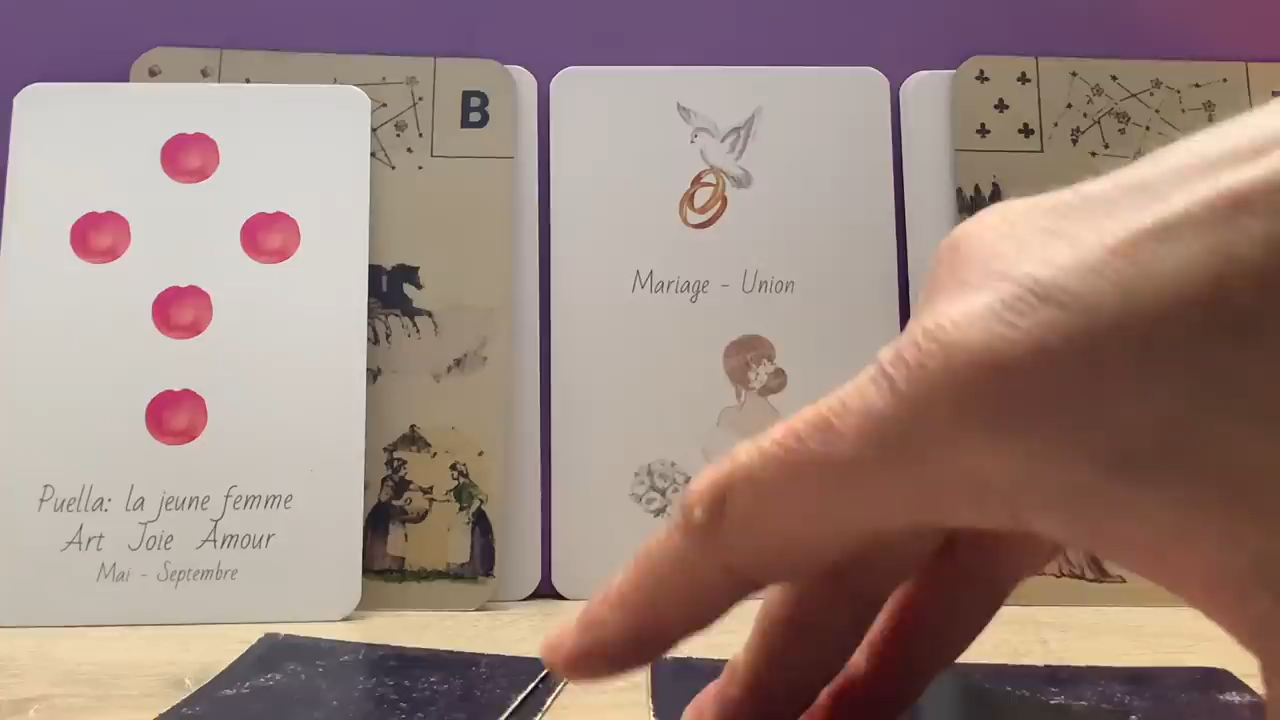 B
Mariage - Union
Puella: la jeune femme
Art Joie Amour
Mai - Septembre